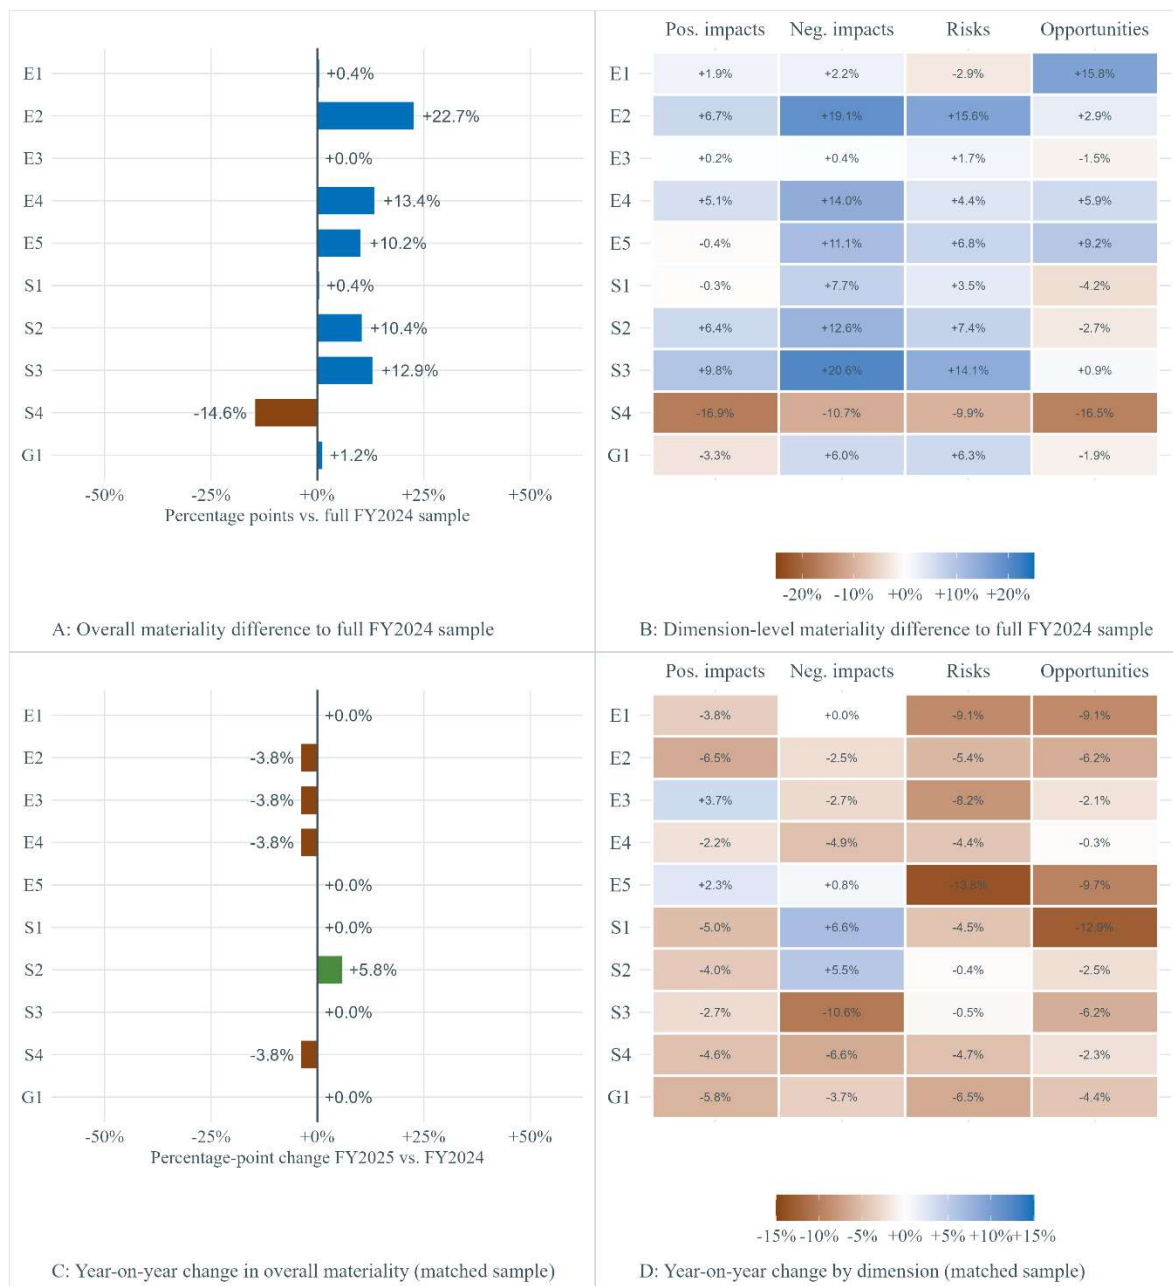 E1 +0.4%
E2 +22.7%
E3 +0.0%
E4 +13.4%
E5 +10.2%
S1 +0.4%
S2 +10.4%
S3 +12.9%
S4 -14.6%
G1 +1.2%
-50% -25% +0% +25% +50%
Percentage points vs. full FY2024 sample
A: Overall materiality difference to full FY2024 sample
Pos. impacts Neg. impacts Risks Opportunities
E1 +1.9% +2.2% -2.9% +15.8%
E2 +6.7% +19.1% +15.6% +2.9%
E3 +0.2% +0.4% +1.7% -1.5%
E4 +5.1% +14.0% +4.4% +5.9%
E5 -0.4% +11.1% +6.8% +9.2%
S1 -0.3% +7.7% +3.5% -4.2%
S2 +6.4% +12.6% +7.4% -2.7%
S3 +9.8% +20.6% +14.1% +0.9%
S4 -16.9% -10.7% -9.9% -16.5%
G1 -3.3% +6.0% +6.3% -1.9%
-20% -10% +0% +10% +20%
B: Dimension-level materiality difference to full FY2024 sample
E1 +0.0%
E2 -3.8%
E3 -3.8%
E4 -3.8%
E5 +0.0%
S1 +0.0%
S2 +5.8%
S3 +0.0%
S4 -3.8%
G1 +0.0%
-50% -25% +0% +25% +50%
Percentage-point change FY2025 vs. FY2024
C: Year-on-year change in overall materiality (matched sample)
Pos. impacts Neg. impacts Risks Opportunities
E1 -3.8% +0.0% -9.1% -9.1%
E2 -6.5% -2.5% -5.4% -6.2%
E3 +3.7% -2.7% -8.2% -2.1%
E4 -2.2% -4.9% -4.4% -0.3%
E5 +2.3% +0.8% -13.8% -9.7%
S1 -5.0% +6.6% -4.5% -12.9%
S2 -4.0% +5.5% -0.4% -2.5%
S3 -2.7% -10.6% -0.5% -6.2%
S4 -4.6% -6.6% -4.7% -2.3%
G1 -5.8% -3.7% -6.5% -4.4%
-15% -10% -5% +0% +5% +10% +15%
D: Year-on-year change by dimension (matched sample)